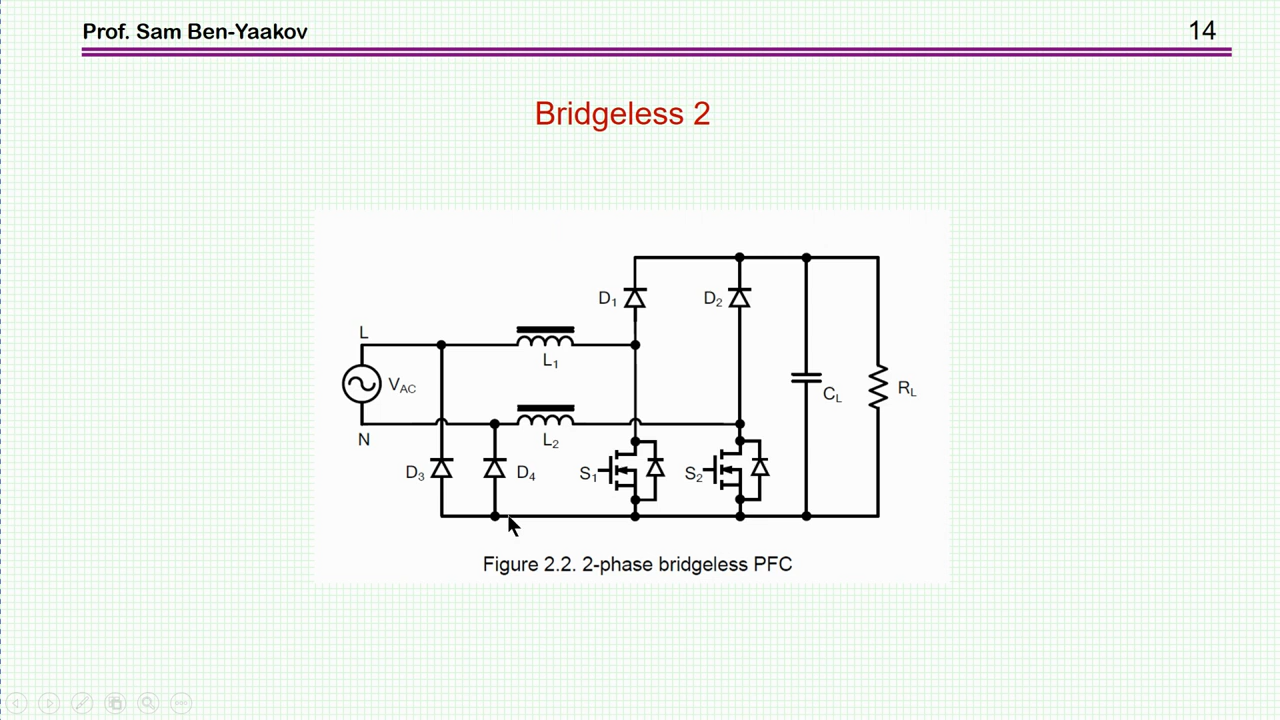 Prof. Sam Ben-Yaakov
14
Bridgeless 2
D1
D2
L
L1
VAC
CL
RL
N
L2
D3
D4
S1
S2
Figure 2.2. 2-phase bridgeless PFC